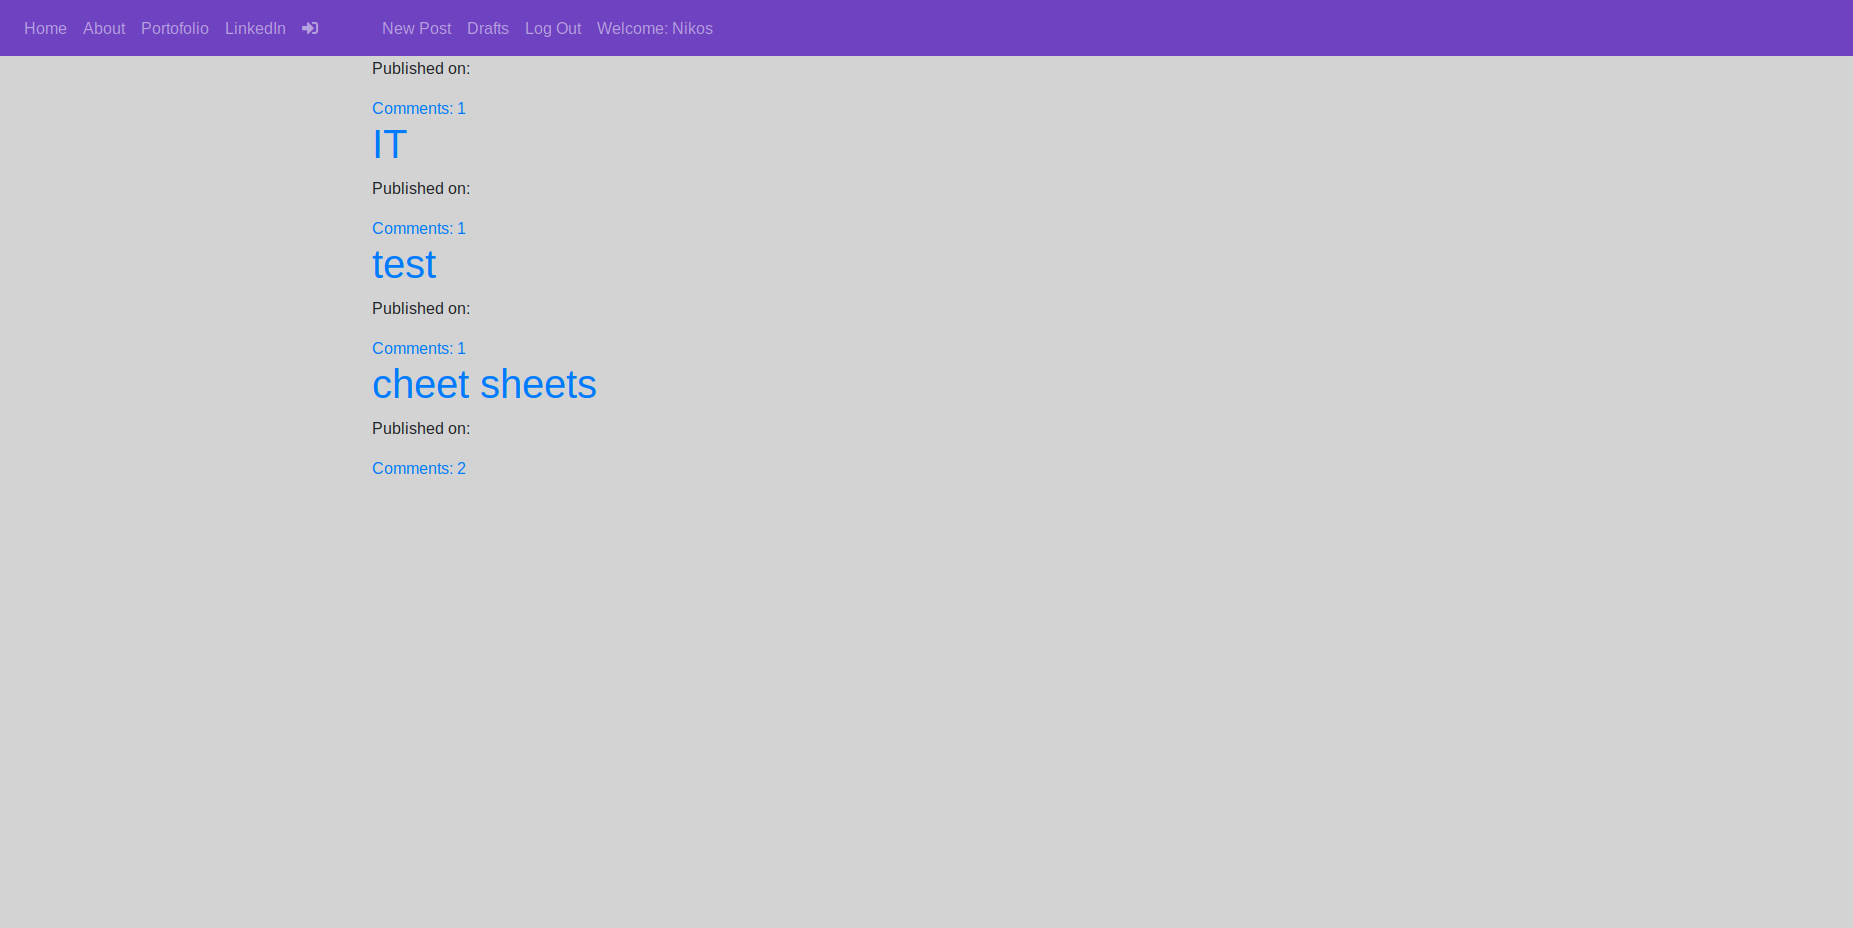 Home About Portofolio LinkedIn New Post Drafts Log Out Welcome: Nikos
Published on:
Comments: 1
IT
Published on:
Comments: 1
test
Published on:
Comments: 1
cheet sheets
Published on:
Comments: 2